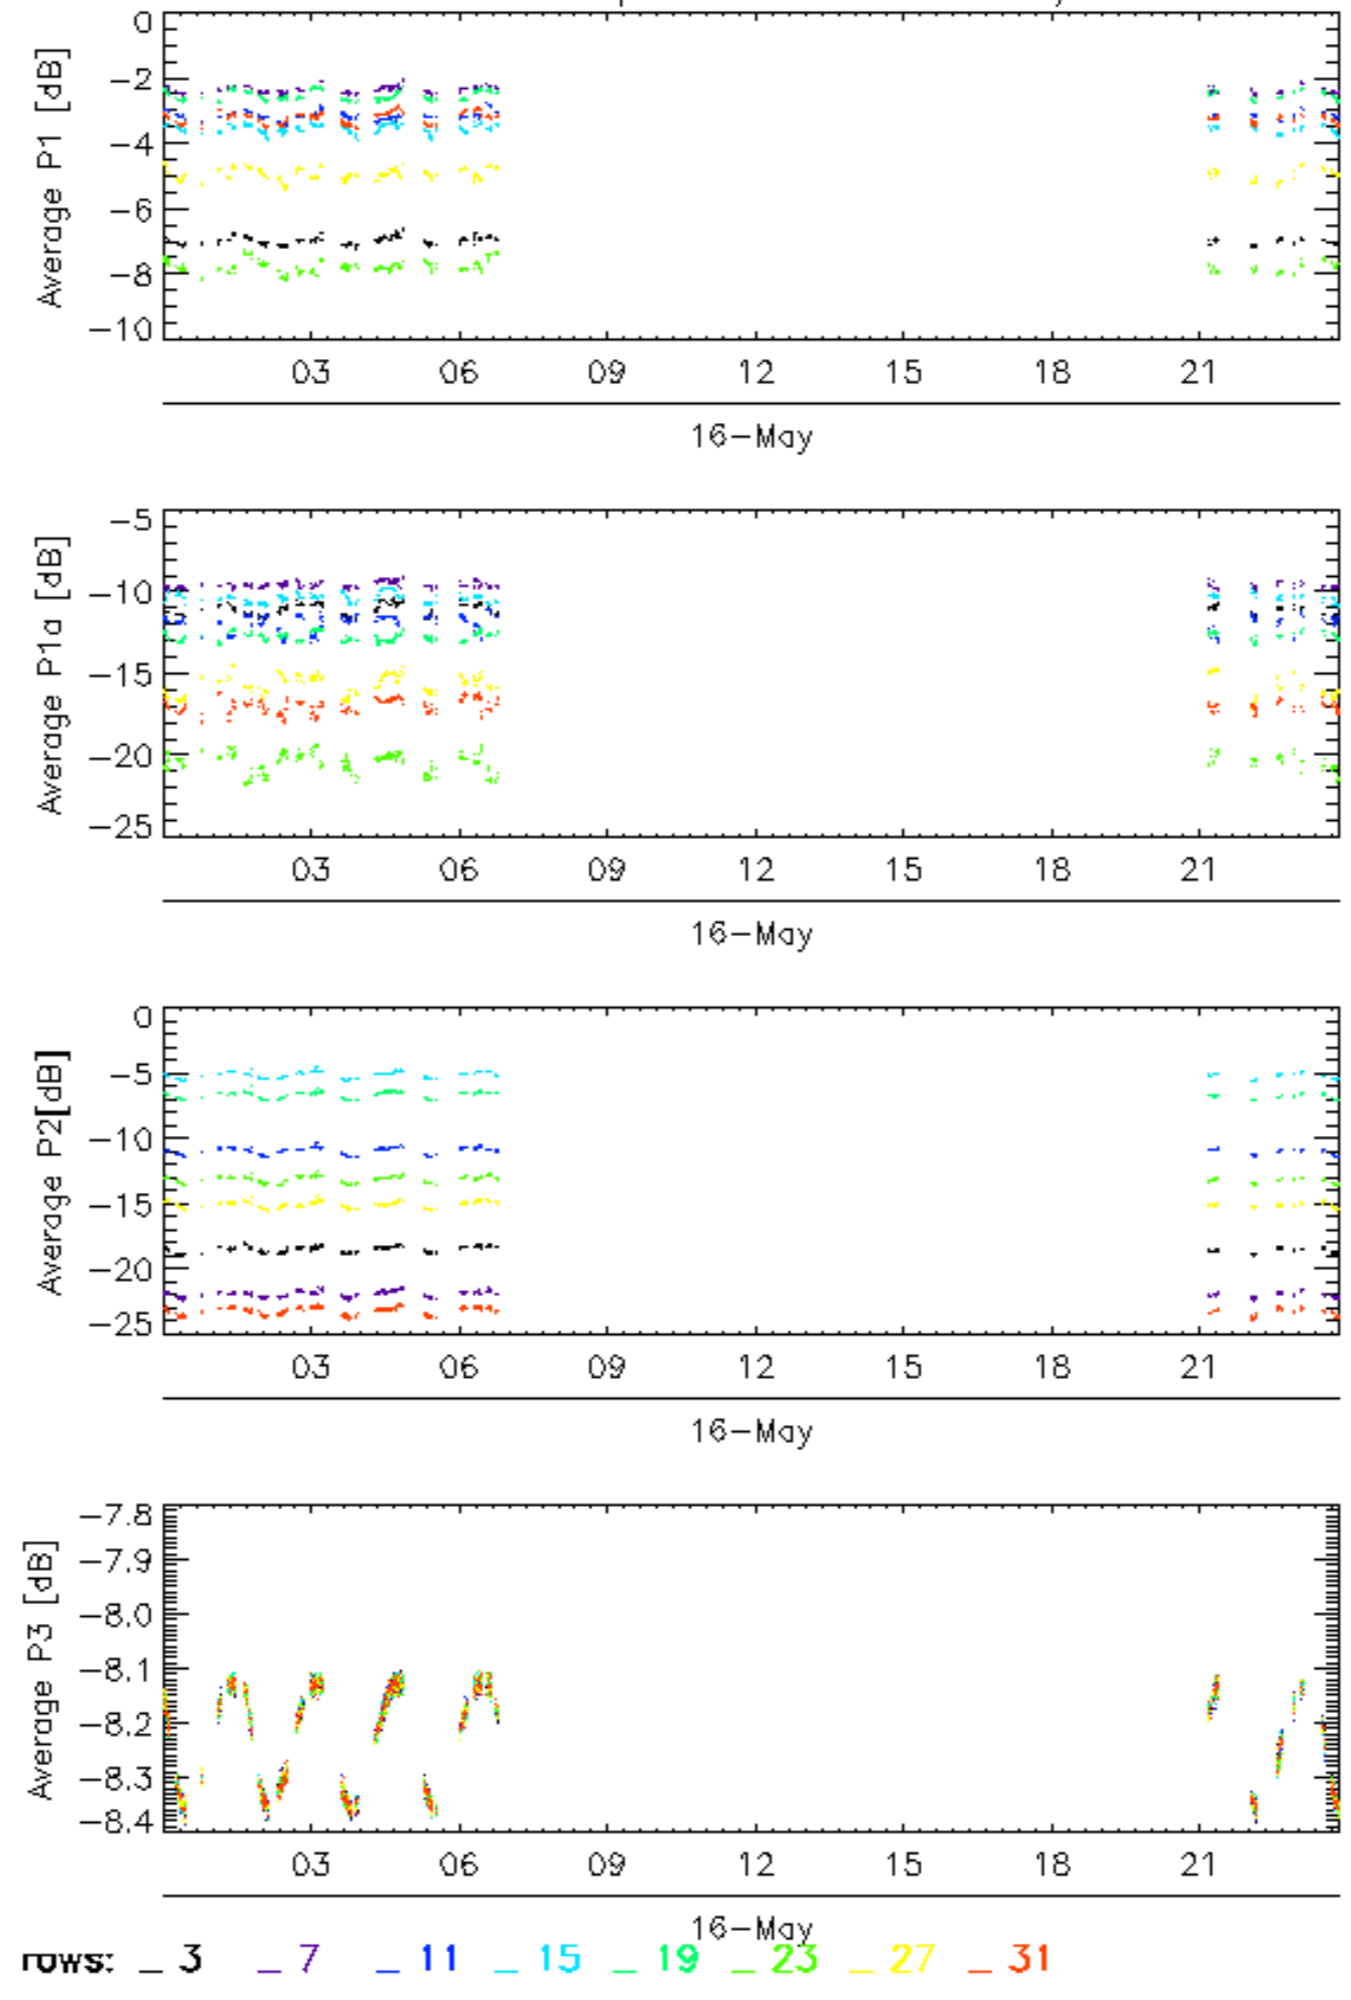 0
−2
−4
−6
−8
−10
Average P1 [dB]
03 06 09 12 15 18 21
16−May
−5
−10
−15
−20
−25
Average P1a [dB]
03 06 09 12 15 18 21
16−May
0
−5
−10
−15
−20
−25
Average P2[dB]
03 06 09 12 15 18 21
16−May
−7.8
−7.9
−8.0
−8.1
−8.2
−8.3
−8.4
Average P3 [dB]
03 06 09 12 15 18 21
16−May
rows: _ 3 _ 7 _ 11 _ 15 _ 19 _ 23 _ 27 _ 31